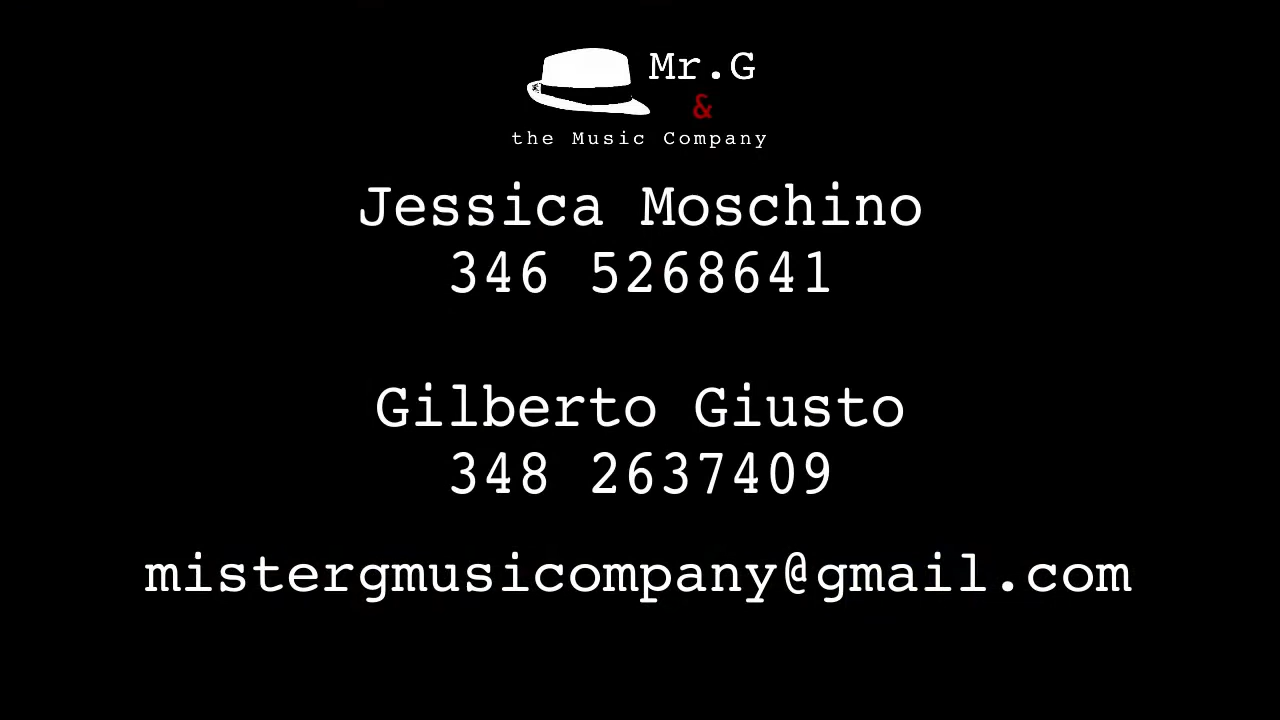 Mr.G
&
the Music Company
Jessica Moschino
346 5268641
Gilberto Giusto
348 2637409
mistergmusicompany@gmail.com